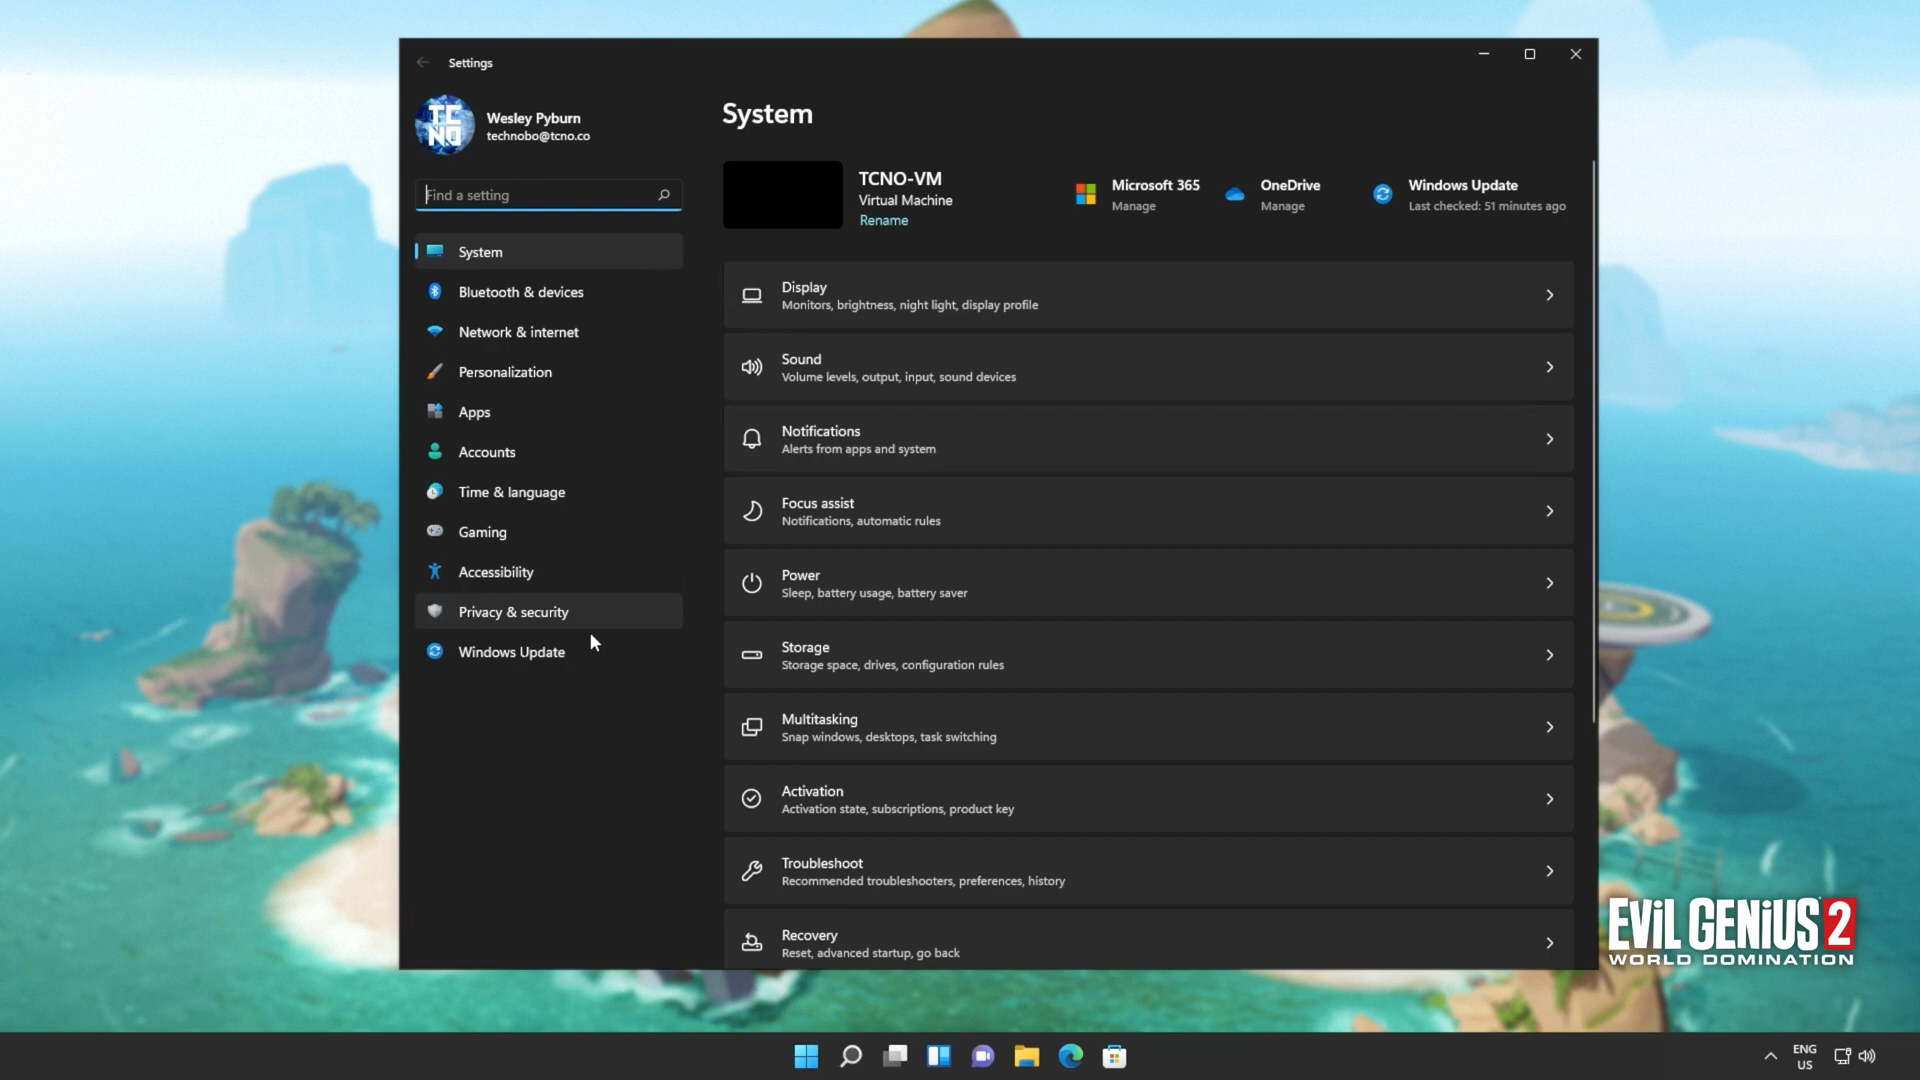 Settings
Wesley Pyburn
technobo@tcno.co
Find a setting
System
Bluetooth & devices
Network & internet
Personalization
Apps
Accounts
Time & language
Gaming
Accessibility
Privacy & security
Windows Update
System
TCNO-VM
Virtual Machine
Rename
Microsoft 365
Manage
OneDrive
Manage
Windows Update
Last checked: 51 minutes ago
Display
Monitors, brightness, night light, display profile
Sound
Volume levels, output, input, sound devices
Notifications
Alerts from apps and system
Focus assist
Notifications, automatic rules
Power
Sleep, battery usage, battery saver
Storage
Storage space, drives, configuration rules
Multitasking
Snap windows, desktops, task switching
Activation
Activation state, subscriptions, product key
Troubleshoot
Recommended troubleshooters, preferences, history
Recovery
Reset, advanced startup, go back
EVIL GENIUS 2
WORLD DOMINATION
ENG
US
TC
NO